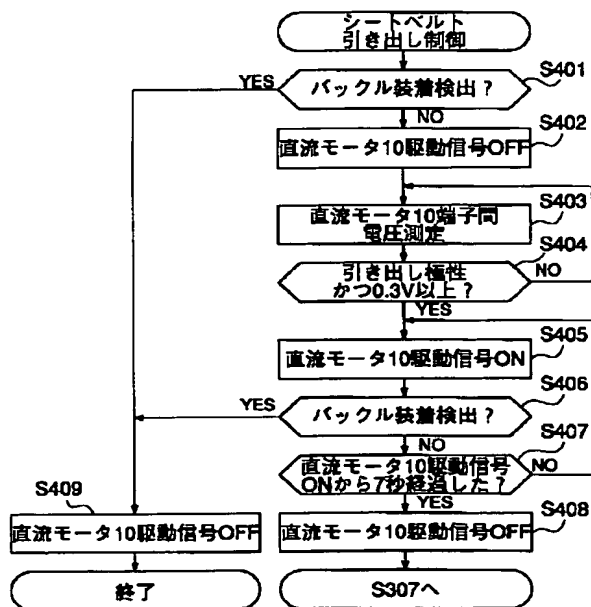 シートベルト
引き出し制御
S401
YES
バックル装着検出？
NO
S402
直流モータ10駆動信号OFF
S403
直流モータ10端子間
電圧測定
S404
引き出し極性
かつ0.3V以上？
NO
YES
S405
直流モータ10駆動信号ON
S406
YES
バックル装着検出？
NO
S407
直流モータ10駆動信号
ONから7秒経過した？
NO
YES
S409
S408
直流モータ10駆動信号OFF
直流モータ10駆動信号OFF
終了
S307へ